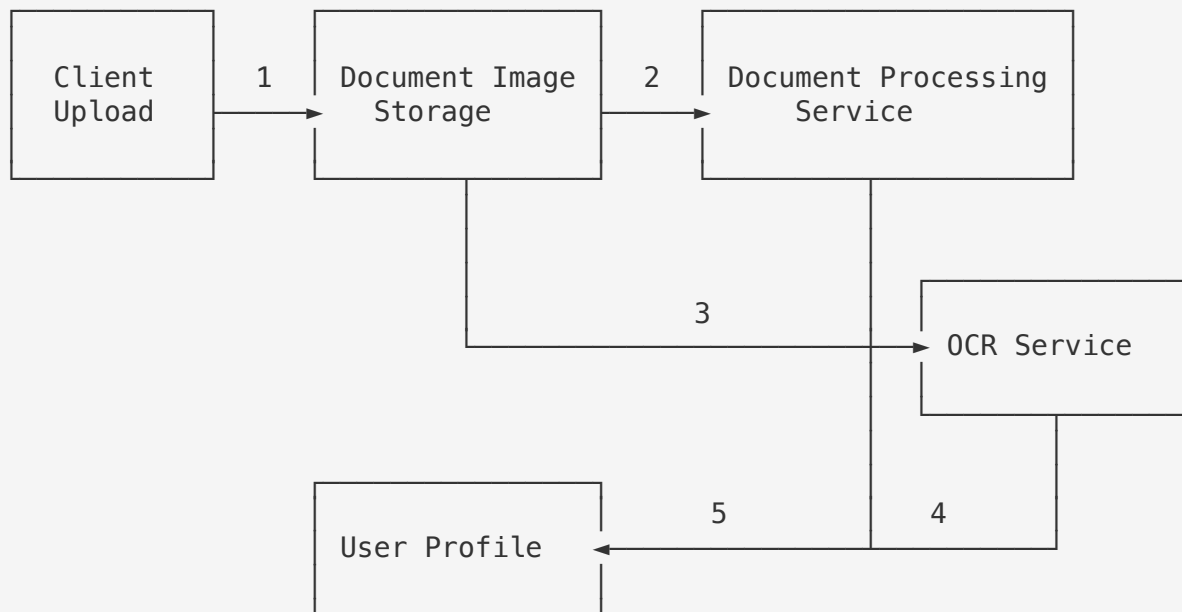 Client
Upload
1
Document Image
Storage
2
Document Processing
Service
3
OCR Service
4
5
User Profile